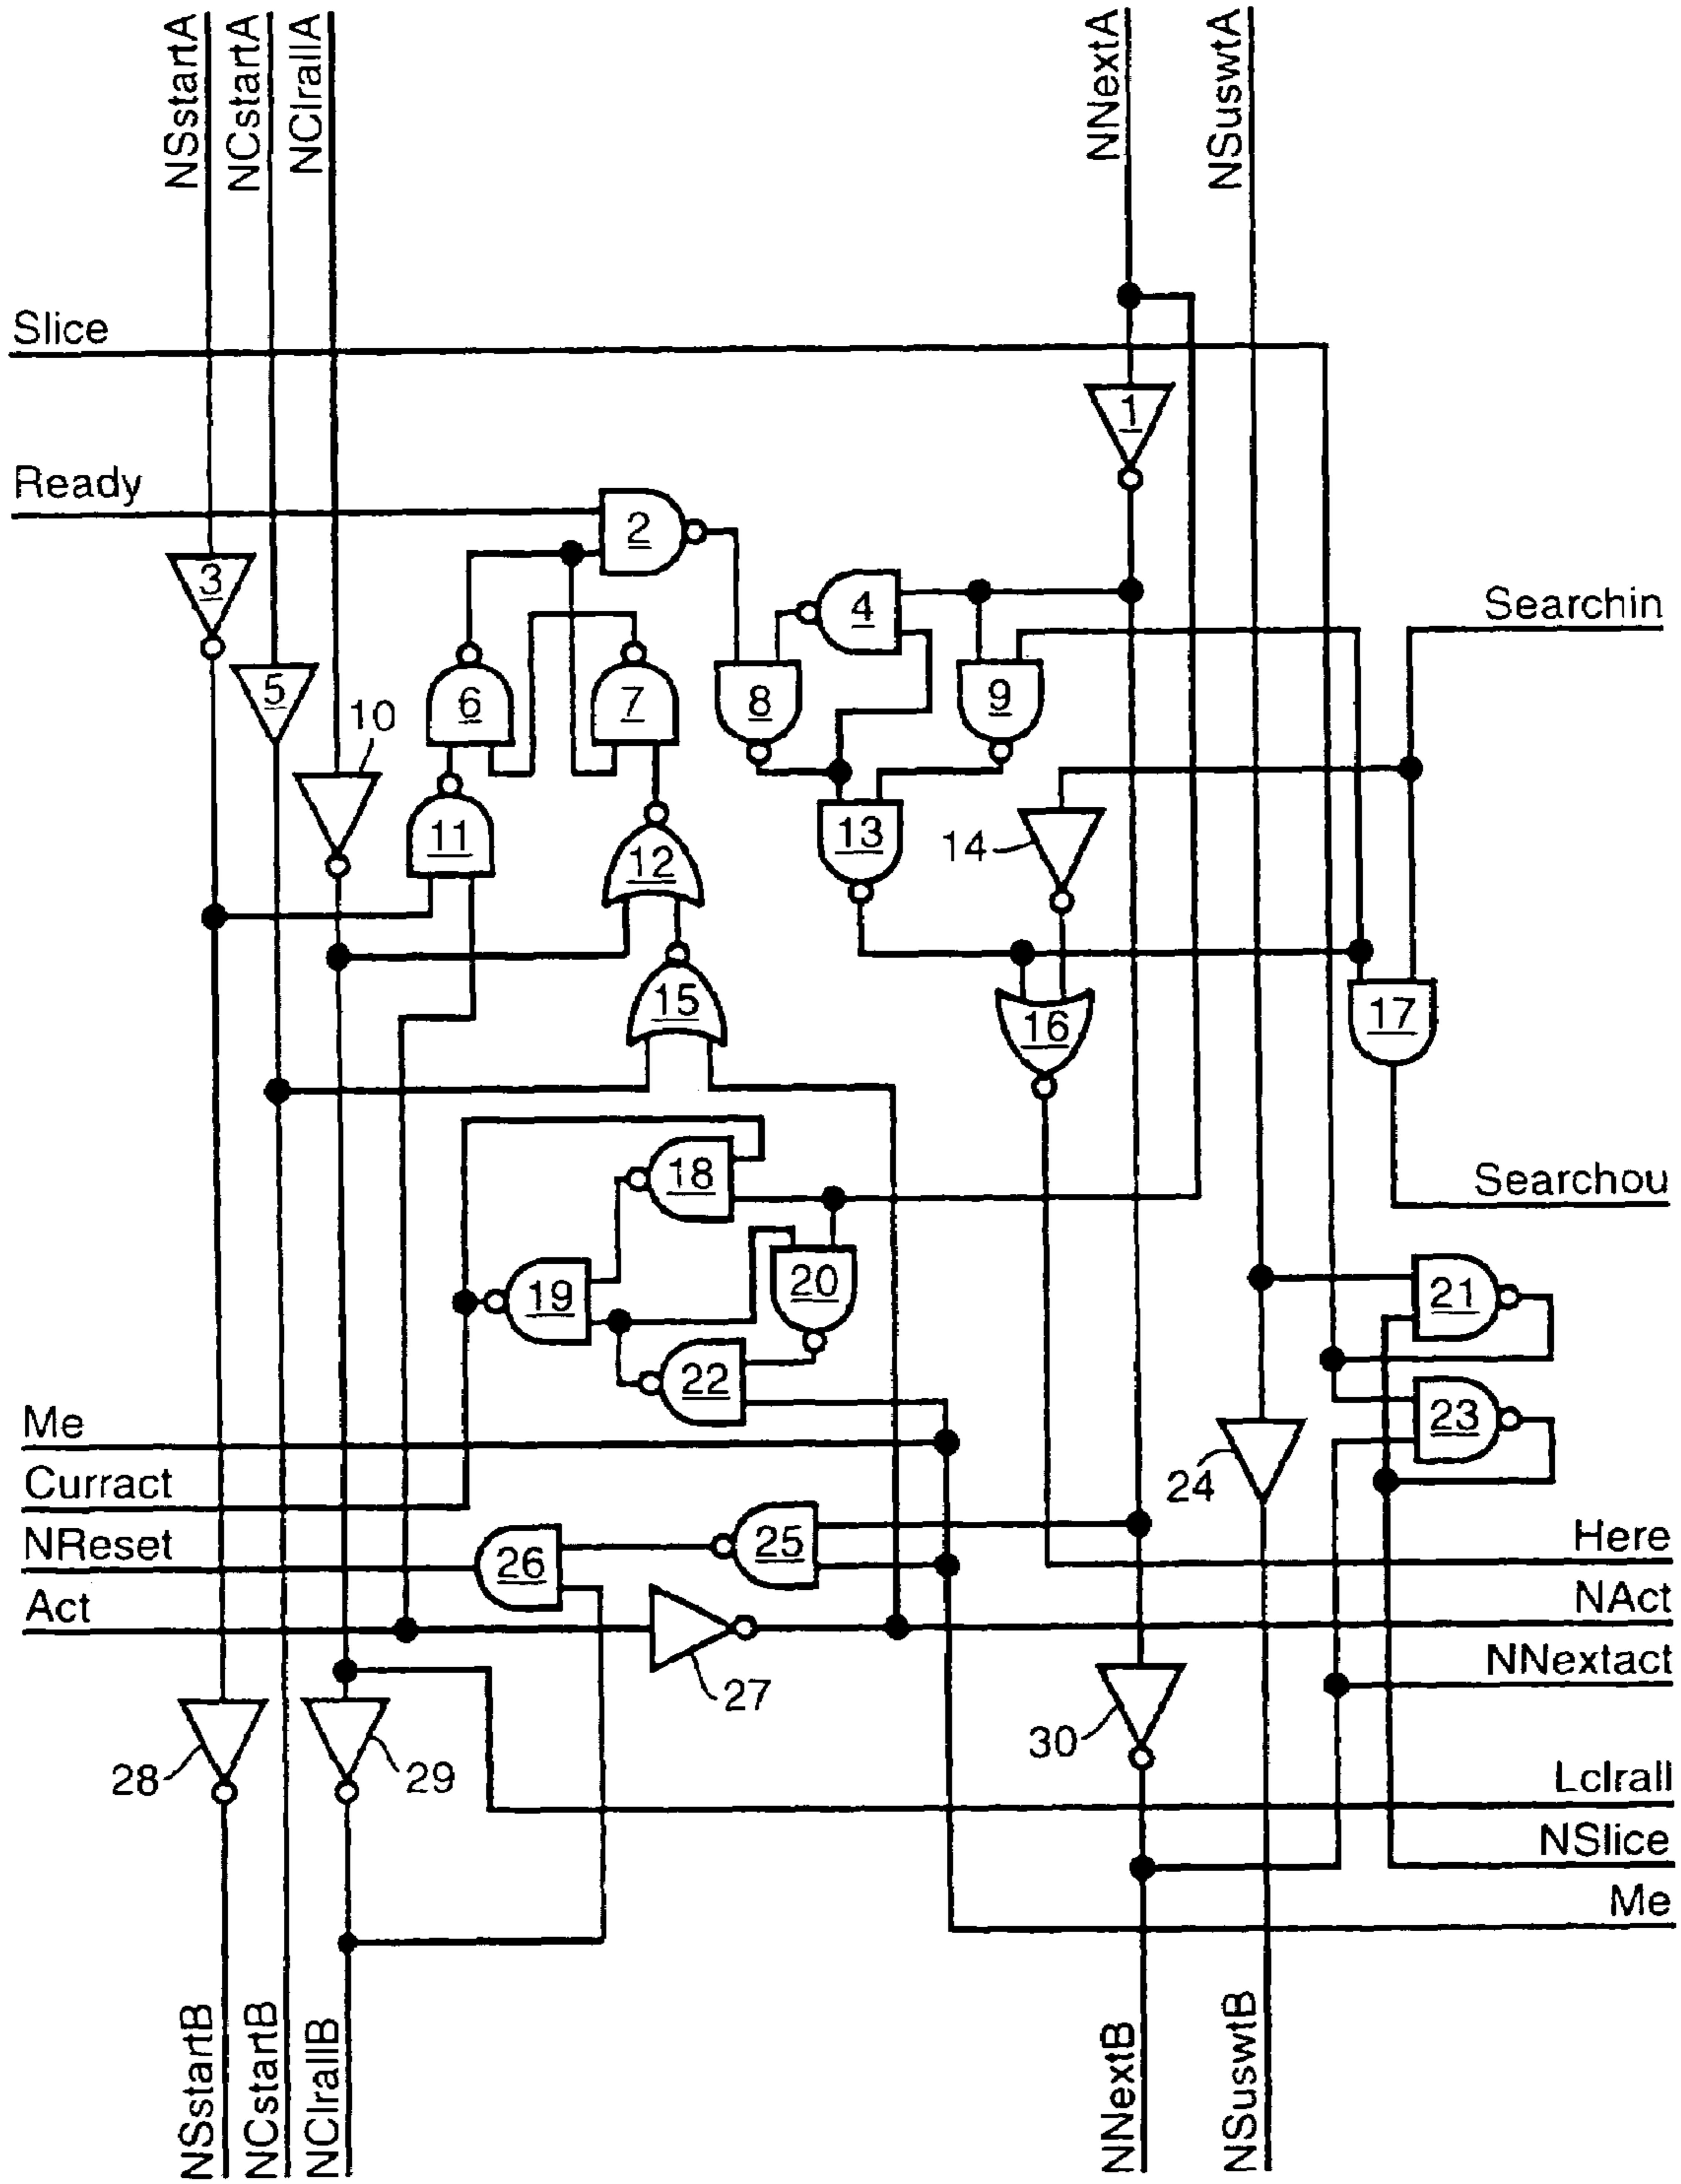 NSstartA
NCstartA
NClrallA
NNextA
NSuswtA
Slice
1
Ready
2
3
4
Searchin
5
6
7
8
9
10
11
12
13
14
15
16
17
18
Searchou
19
20
21
22
23
Me
24
Curract
25
NReset
26
Here
Act
NAct
27
NNextact
28
29
30
Lclrall
NSlice
Me
NSstartB
NCstartB
NClrallB
NNextB
NSuswtB